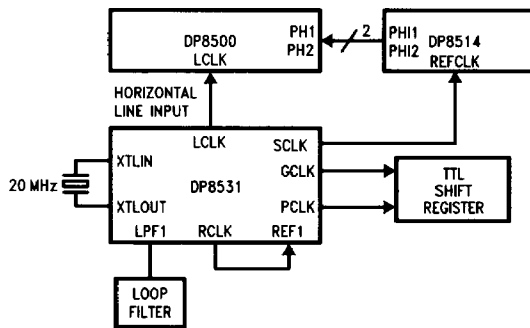 DP8500
LCLK
PH1
PH2
2
PHI1
PHI2
DP8514
REFCLK
HORIZONTAL
LINE INPUT
LCLK
SCLK
XTLIN
GCLK
20 MHz
DP8531
TTL
SHIFT
REGISTER
XTLOUT
PCLK
LPF1
RCLK
REF1
LOOP
FILTER